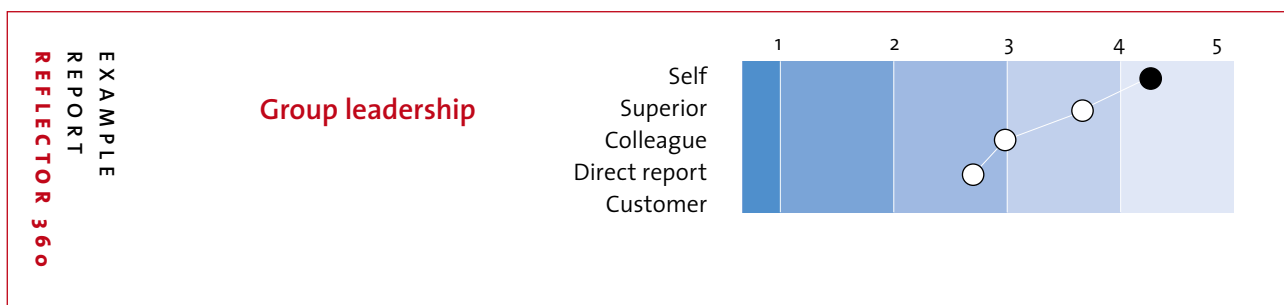 REFLECTOR 360
REPORT
EXAMPLE
Group leadership
1 2 3 4 5
Self
Superior
Colleague
Direct report
Customer